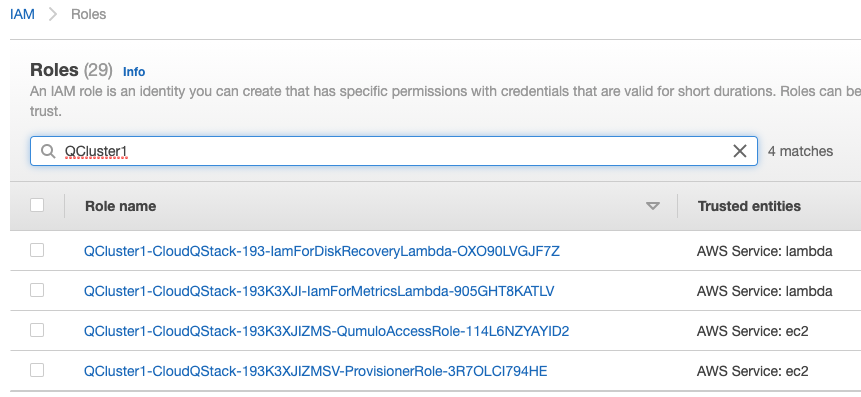 IAM > Roles
Roles (29) Info
An IAM role is an identity you can create that has specific permissions with credentials that are valid for short durations. Roles can be
trust.
QCluster1 4 matches
Role name Trusted entities
QCluster1-CloudQStack-193-IamForDiskRecoveryLambda-OXO90LVGJF7Z AWS Service: lambda
QCluster1-CloudQStack-193K3XJI-IamForMetricsLambda-905GHT8KATLV AWS Service: lambda
QCluster1-CloudQStack-193K3XJIZMS-QumuloAccessRole-114L6NZYAYID2 AWS Service: ec2
QCluster1-CloudQStack-193K3XJIZMSV-ProvisionerRole-3R7OLCI794HE AWS Service: ec2